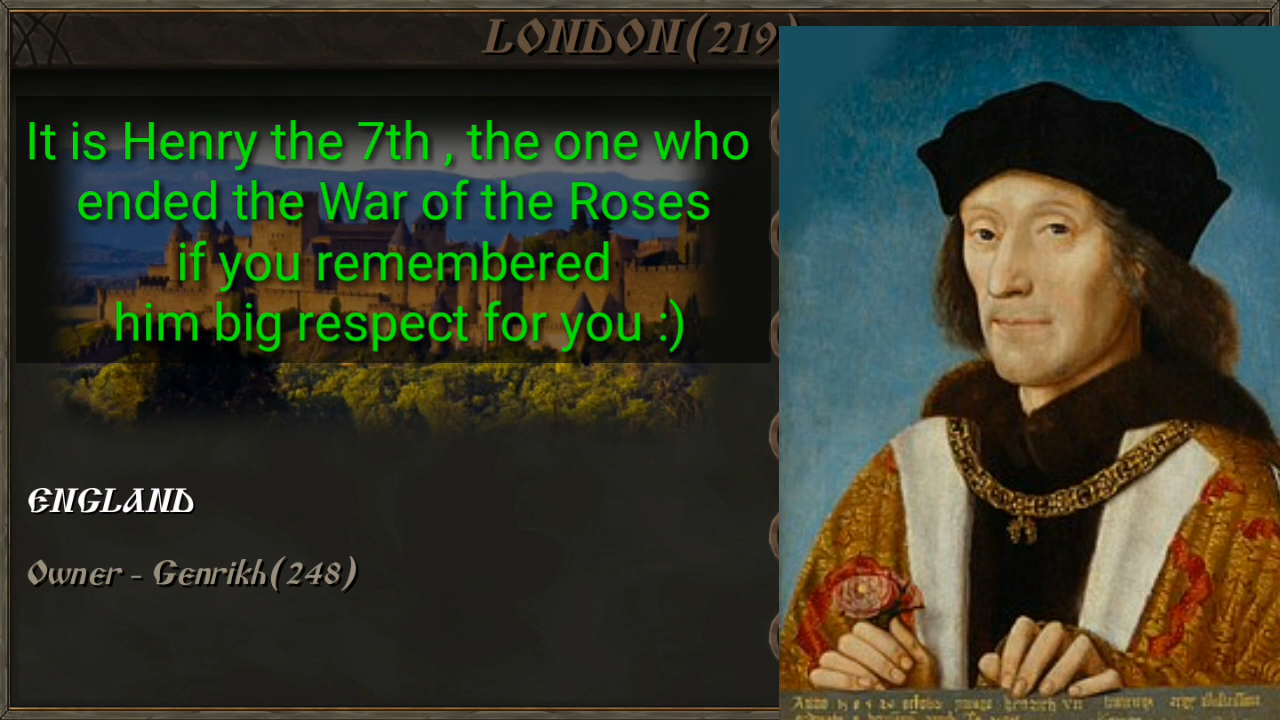 LONDON(219
It is Henry the 7th , the one who
ended the War of the Roses
if you remembered
him big respect for you :)
ENGLAND
Owner - Genrikh(248)
Anno